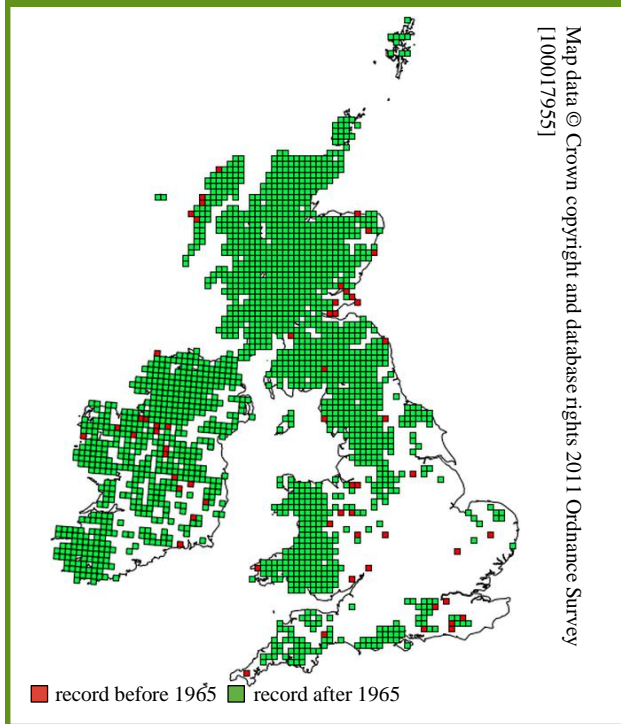 Map data © Crown copyright and database rights 2011 Ordnance Survey
[100017955]
record before 1965
record after 1965